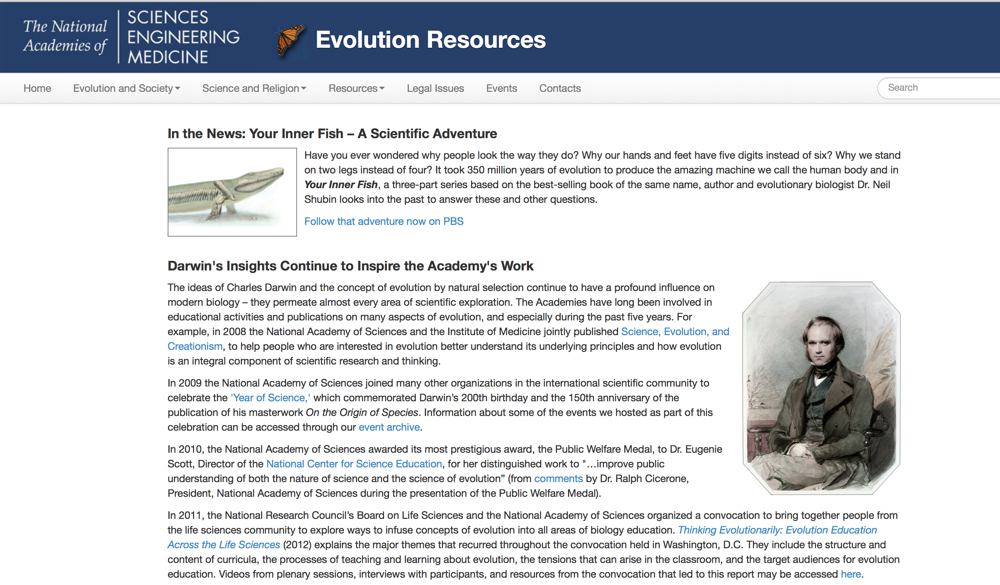 The National
Academies of
SCIENCES
ENGINEERING
MEDICINE
Evolution Resources
Home Evolution and Society Science and Religion Resources Legal Issues Events Contacts Search
In the News: Your Inner Fish – A Scientific Adventure
Have you ever wondered why people look the way they do? Why our hands and feet have five digits instead of six? Why we stand
on two legs instead of four? It took 350 million years of evolution to produce the amazing machine we call the human body and in
Your Inner Fish, a three-part series based on the best-selling book of the same name, author and evolutionary biologist Dr. Neil
Shubin looks into the past to answer these and other questions.
Follow that adventure now on PBS
Darwin's Insights Continue to Inspire the Academy's Work
The ideas of Charles Darwin and the concept of evolution by natural selection continue to have a profound influence on
modern biology – they permeate almost every area of scientific exploration. The Academies have long been involved in
educational activities and publications on many aspects of evolution, and especially during the past five years. For
example, in 2008 the National Academy of Sciences and the Institute of Medicine jointly published Science, Evolution, and
Creationism, to help people who are interested in evolution better understand its underlying principles and how evolution
is an integral component of scientific research and thinking.
In 2009 the National Academy of Sciences joined many other organizations in the international scientific community to
celebrate the 'Year of Science,' which commemorated Darwin’s 200th birthday and the 150th anniversary of the
publication of his masterwork On the Origin of Species. Information about some of the events we hosted as part of this
celebration can be accessed through our event archive.
In 2010, the National Academy of Sciences awarded its most prestigious award, the Public Welfare Medal, to Dr. Eugenie
Scott, Director of the National Center for Science Education, for her distinguished work to "…improve public
understanding of both the nature of science and the science of evolution” (from comments by Dr. Ralph Cicerone,
President, National Academy of Sciences during the presentation of the Public Welfare Medal).
In 2011, the National Research Council’s Board on Life Sciences and the National Academy of Sciences organized a convocation to bring together people from
the life sciences community to explore ways to infuse concepts of evolution into all areas of biology education. Thinking Evolutionarily: Evolution Education
Across the Life Sciences (2012) explains the major themes that recurred throughout the convocation held in Washington, D.C. They include the structure and
content of curricula, the processes of teaching and learning about evolution, the tensions that can arise in the classroom, and the target audiences for evolution
education. Videos from plenary sessions, interviews with participants, and resources from the convocation that led to this report may be accessed here.